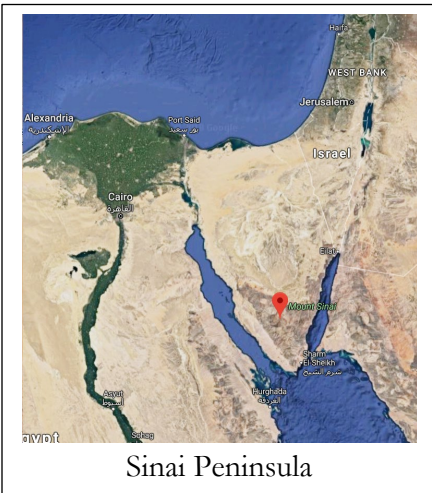 Haifa
WEST BANK
Jerusalem
Alexandria
الإسكندرية
Port Said
بور سعيد
Israel
Cairo
القاهرة
Eilat
Mount Sinai
Sharm
El-Sheikh
شرم الشيخ
Asyut
أسيوط
Hurghada
الغردقة
Sohag
gypt
Sinai Peninsula